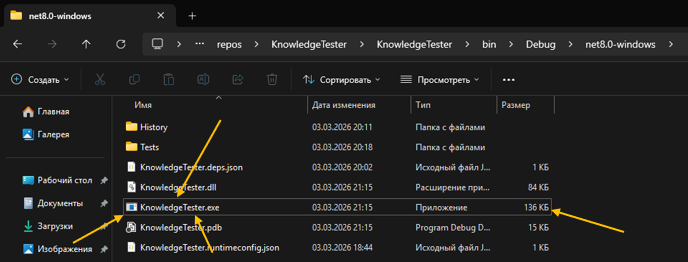 net8.0-windows
repos > KnowledgeTester > KnowledgeTester > bin > Debug > net8.0-windows >
Создать Сортировать Просмотреть
Имя Дата изменения Тип Размер
Главная
Галерея
Рабочий стол
Документы
Загрузки
Изображения
History 03.03.2026 20:11 Папка с файлами
Tests 03.03.2026 20:18 Папка с файлами
KnowledgeTester.deps.json 03.03.2026 20:02 Исходный файл J... 1 КБ
KnowledgeTester.dll 03.03.2026 21:15 Расширение при... 84 КБ
KnowledgeTester.exe 03.03.2026 21:15 Приложение 136 КБ
KnowledgeTester.pdb 03.03.2026 21:15 Program Debug D... 15 КБ
KnowledgeTester.runtimeconfig.json 03.03.2026 18:44 Исходный файл J... 1 КБ